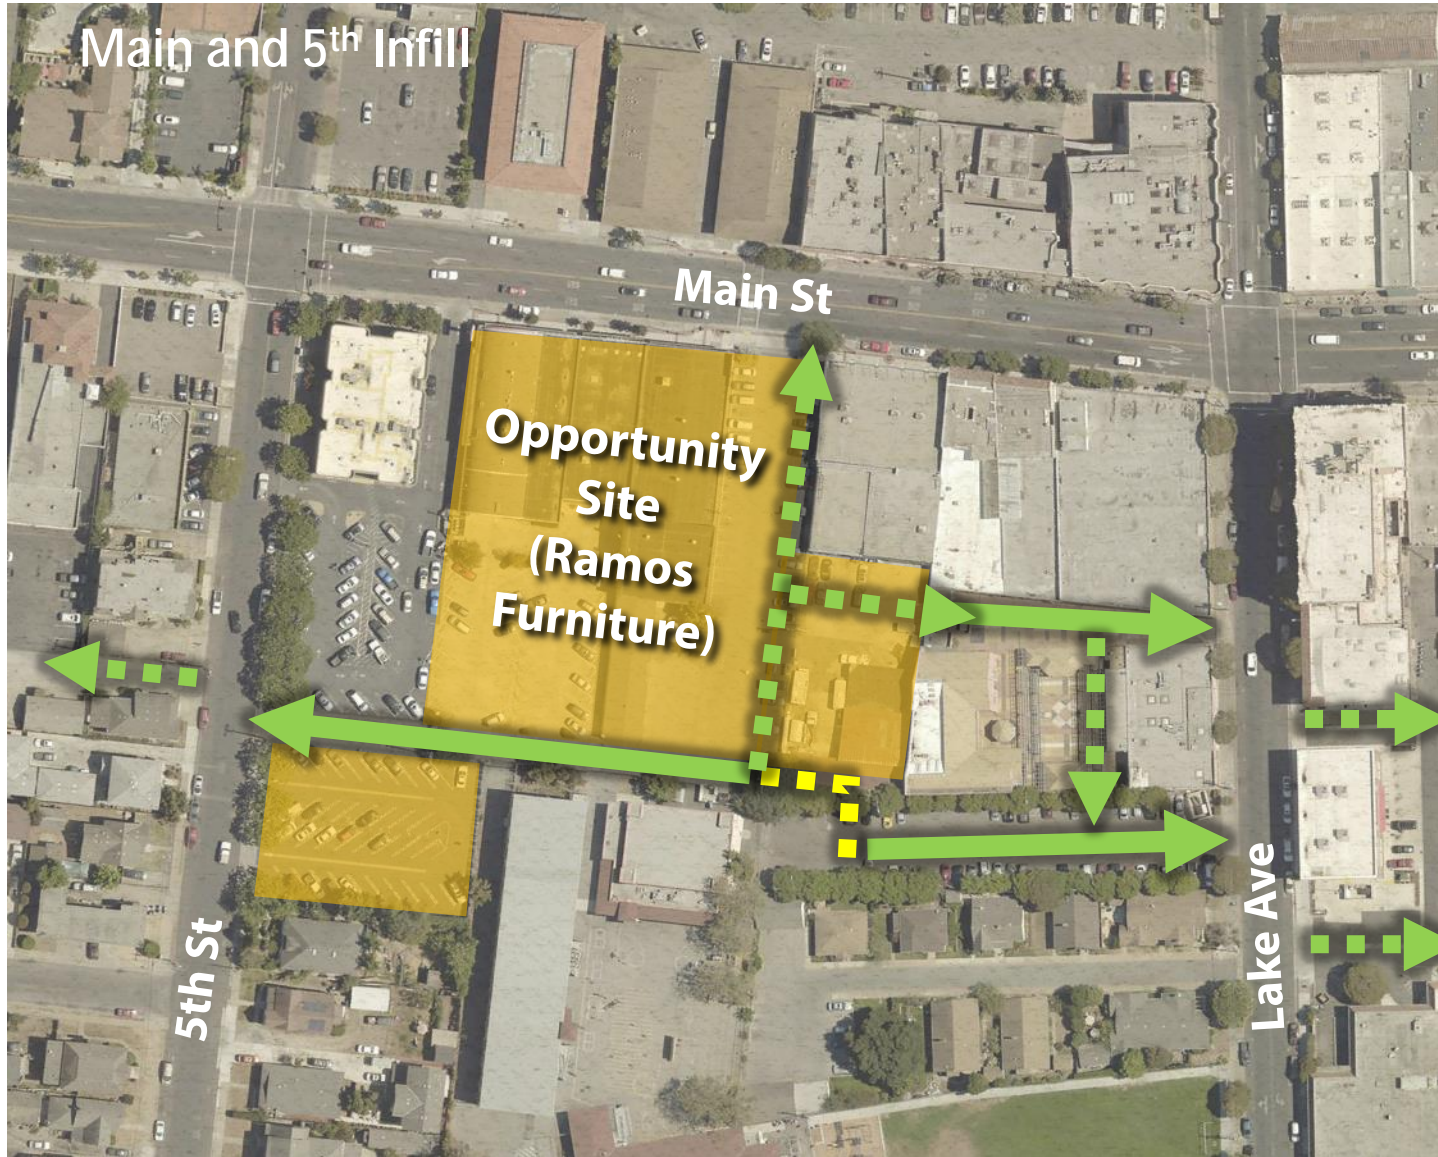 Main and 5th Infill
Main St
Opportunity
Site
(Ramos
Furniture)
5th St
Lake Ave